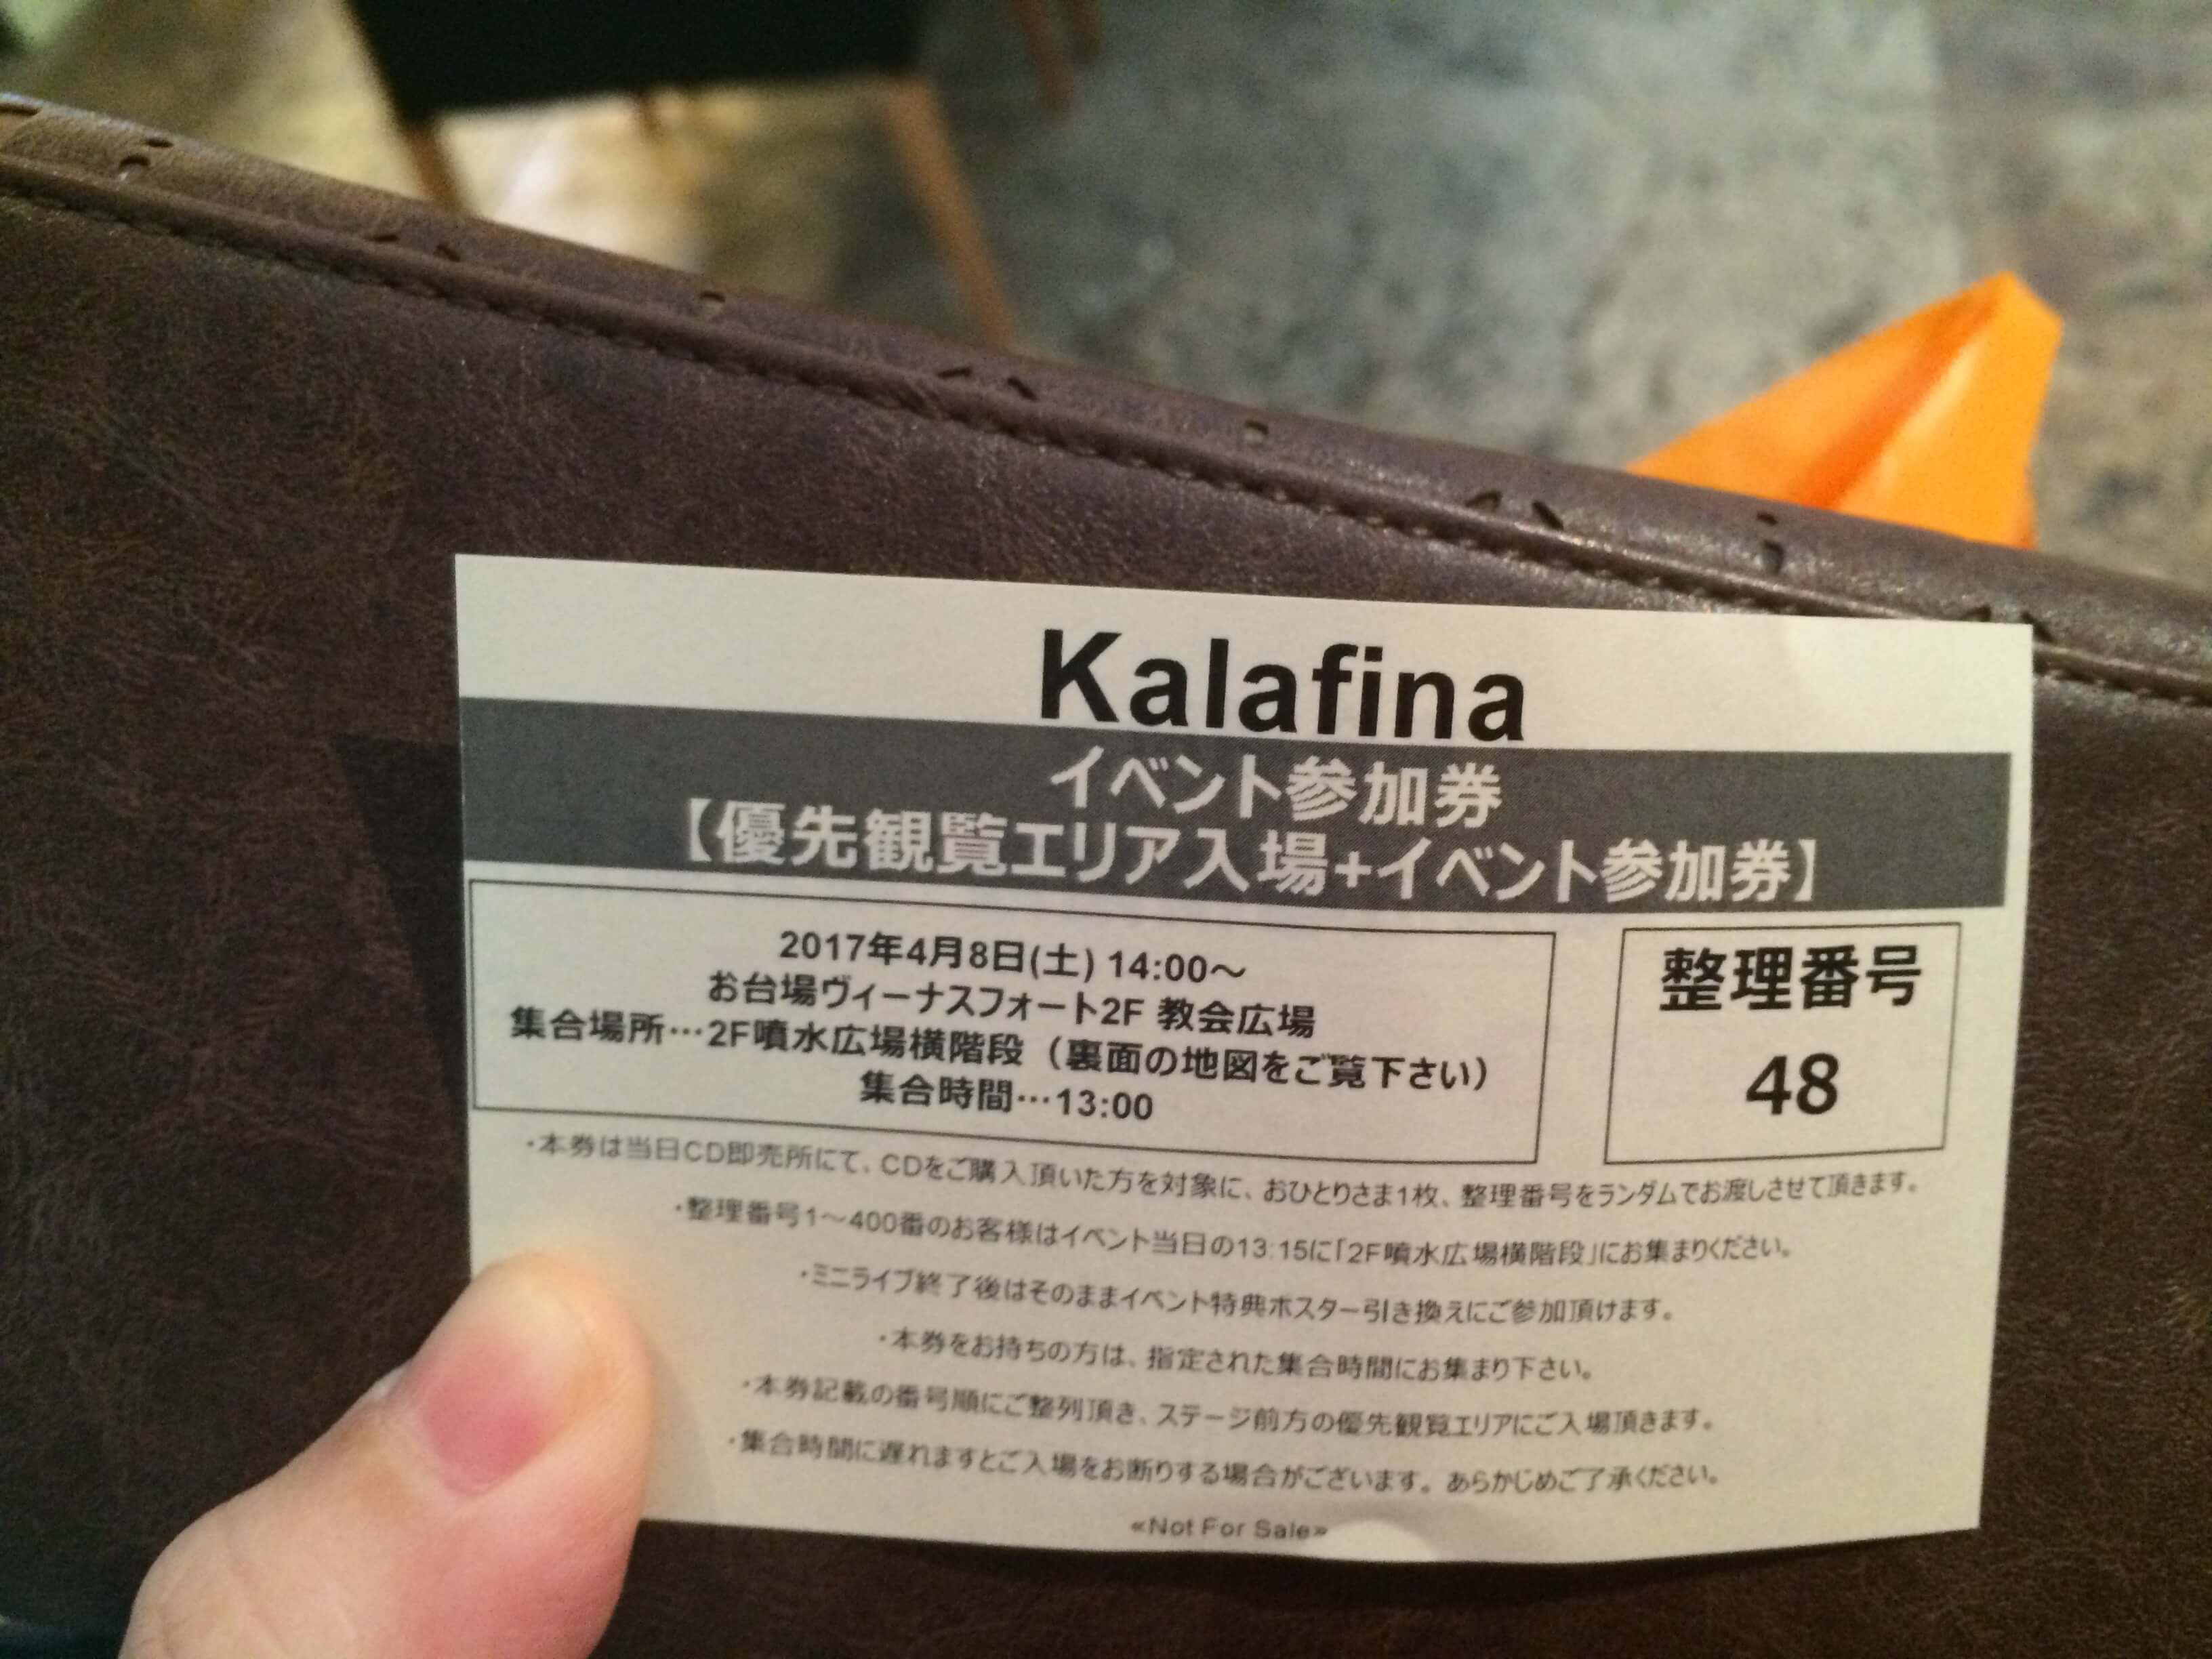 Kalafina
イベント参加券
【優先観覧エリア入場+イベント参加券】
2017年4月8日(土) 14:00〜
お台場ヴィーナスフォート2F 教会広場
集合場所…2F噴水広場横階段（裏面の地図をご覧下さい）
集合時間…13:00
整理番号
48
・本券は当日CD即売所にて、CDをご購入頂いた方を対象に、おひとりさま1枚、整理番号をランダムでお渡しさせて頂きます。
・整理番号1〜400番のお客様はイベント当日の13:15に「2F噴水広場横階段」にお集まりください。
・ミニライブ終了後はそのままイベント特典ポスター引き換えにご参加頂けます。
・本券をお持ちの方は、指定された集合時間にお集まり下さい。
・本券記載の番号順にご整列頂き、ステージ前方の優先観覧エリアにご入場頂きます。
・集合時間に遅れますとご入場をお断りする場合がございます。あらかじめご了承ください。
«Not For Sale»